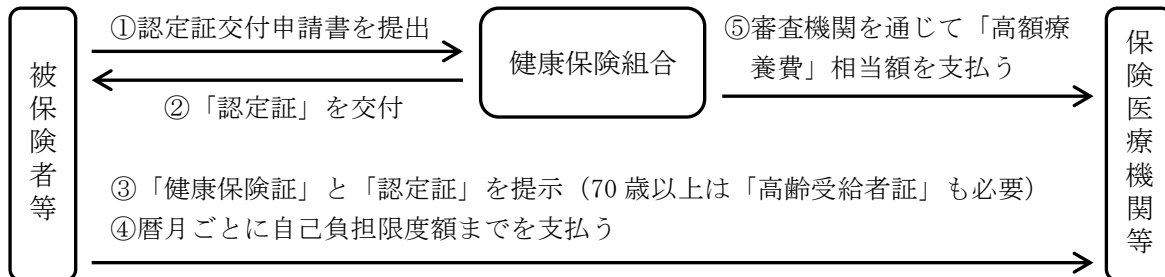 ①認定証交付申請書を提出
健康保険組合
⑤審査機関を通じて「高額療
養費」相当額を支払う
②「認定証」を交付
被保険者等
③「健康保険証」と「認定証」を提示（70 歳以上は「高齢受給者証」も必要）
④暦月ごとに自己負担限度額までを支払う
保険医療機関等